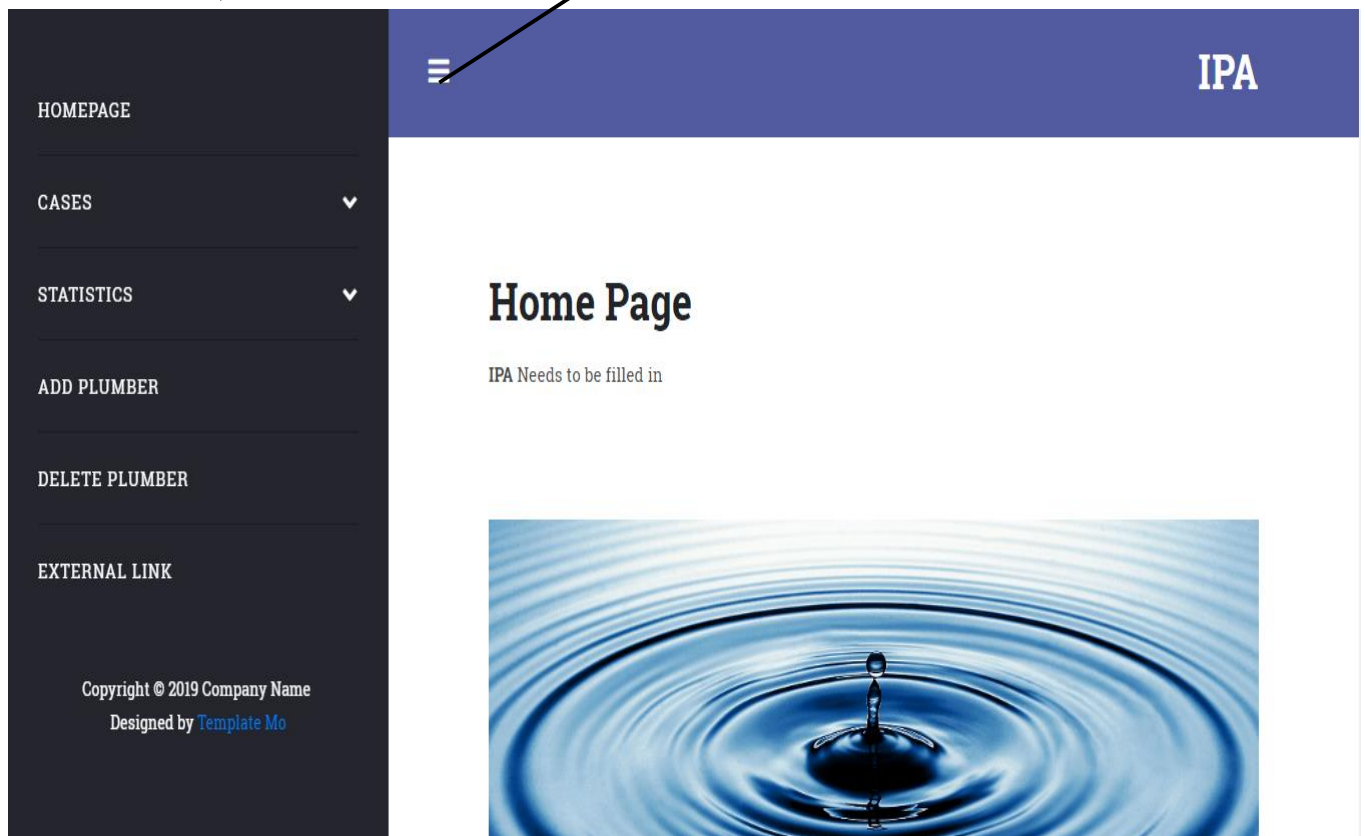 HOMEPAGE
CASES
STATISTICS
ADD PLUMBER
DELETE PLUMBER
EXTERNAL LINK
Copyright © 2019 Company Name
Designed by Template Mo
IPA
Home Page
IPA Needs to be filled in